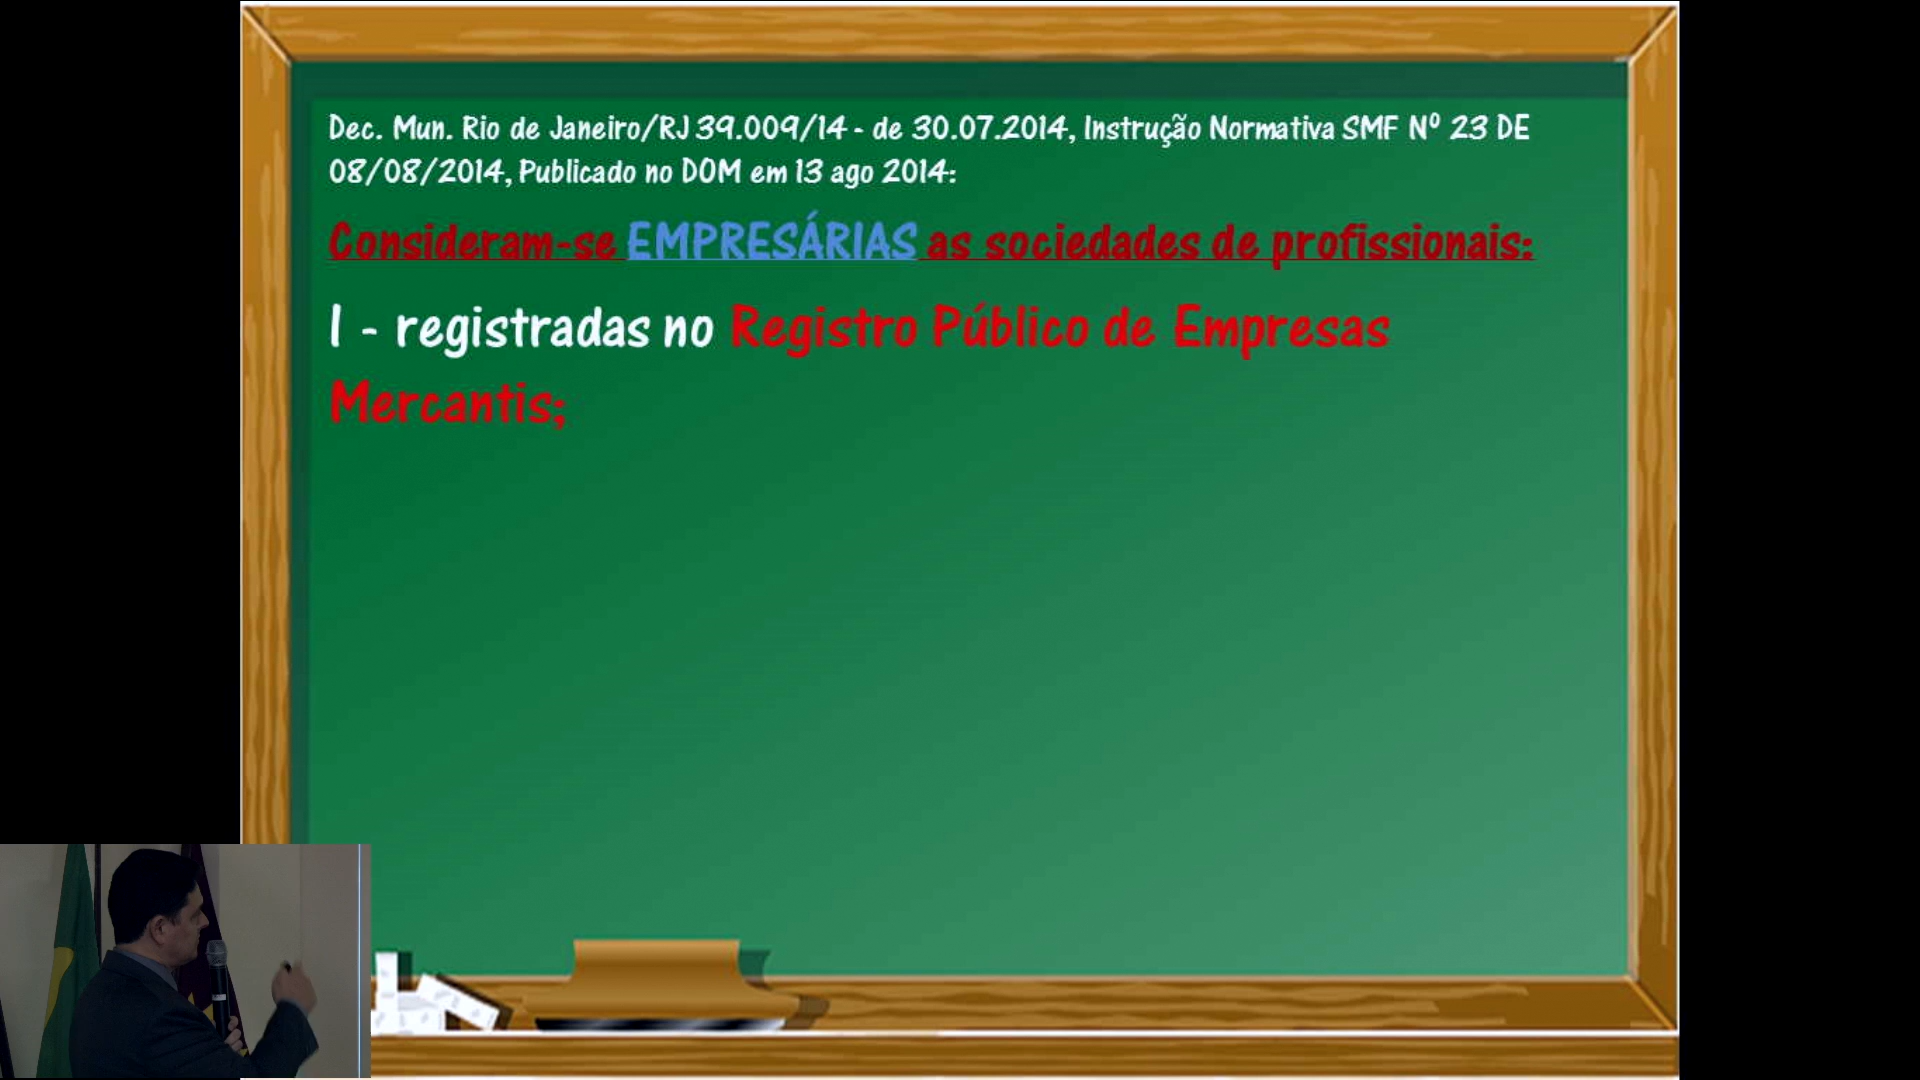 Dec. Mun. Rio de Janeiro/RJ 39.009/14 - de 30.07.2014, Instrução Normativa SMF Nº 23 DE
08/08/2014, Publicado no DOM em 13 ago 2014:
Consideram-se EMPRESÁRIAS as sociedades de profissionais:
I - registradas no Registro Público de Empresas
Mercantis;